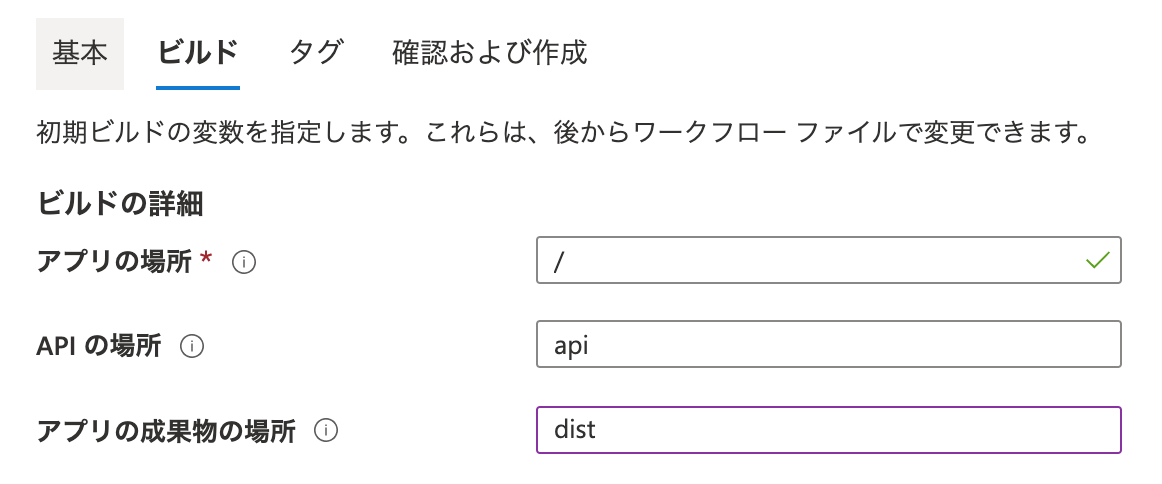 基本 ビルド タグ 確認および作成
初期ビルドの変数を指定します。これらは、後からワークフロー ファイルで変更できます。
ビルドの詳細
アプリの場所 * /
API の場所 api
アプリの成果物の場所 dist